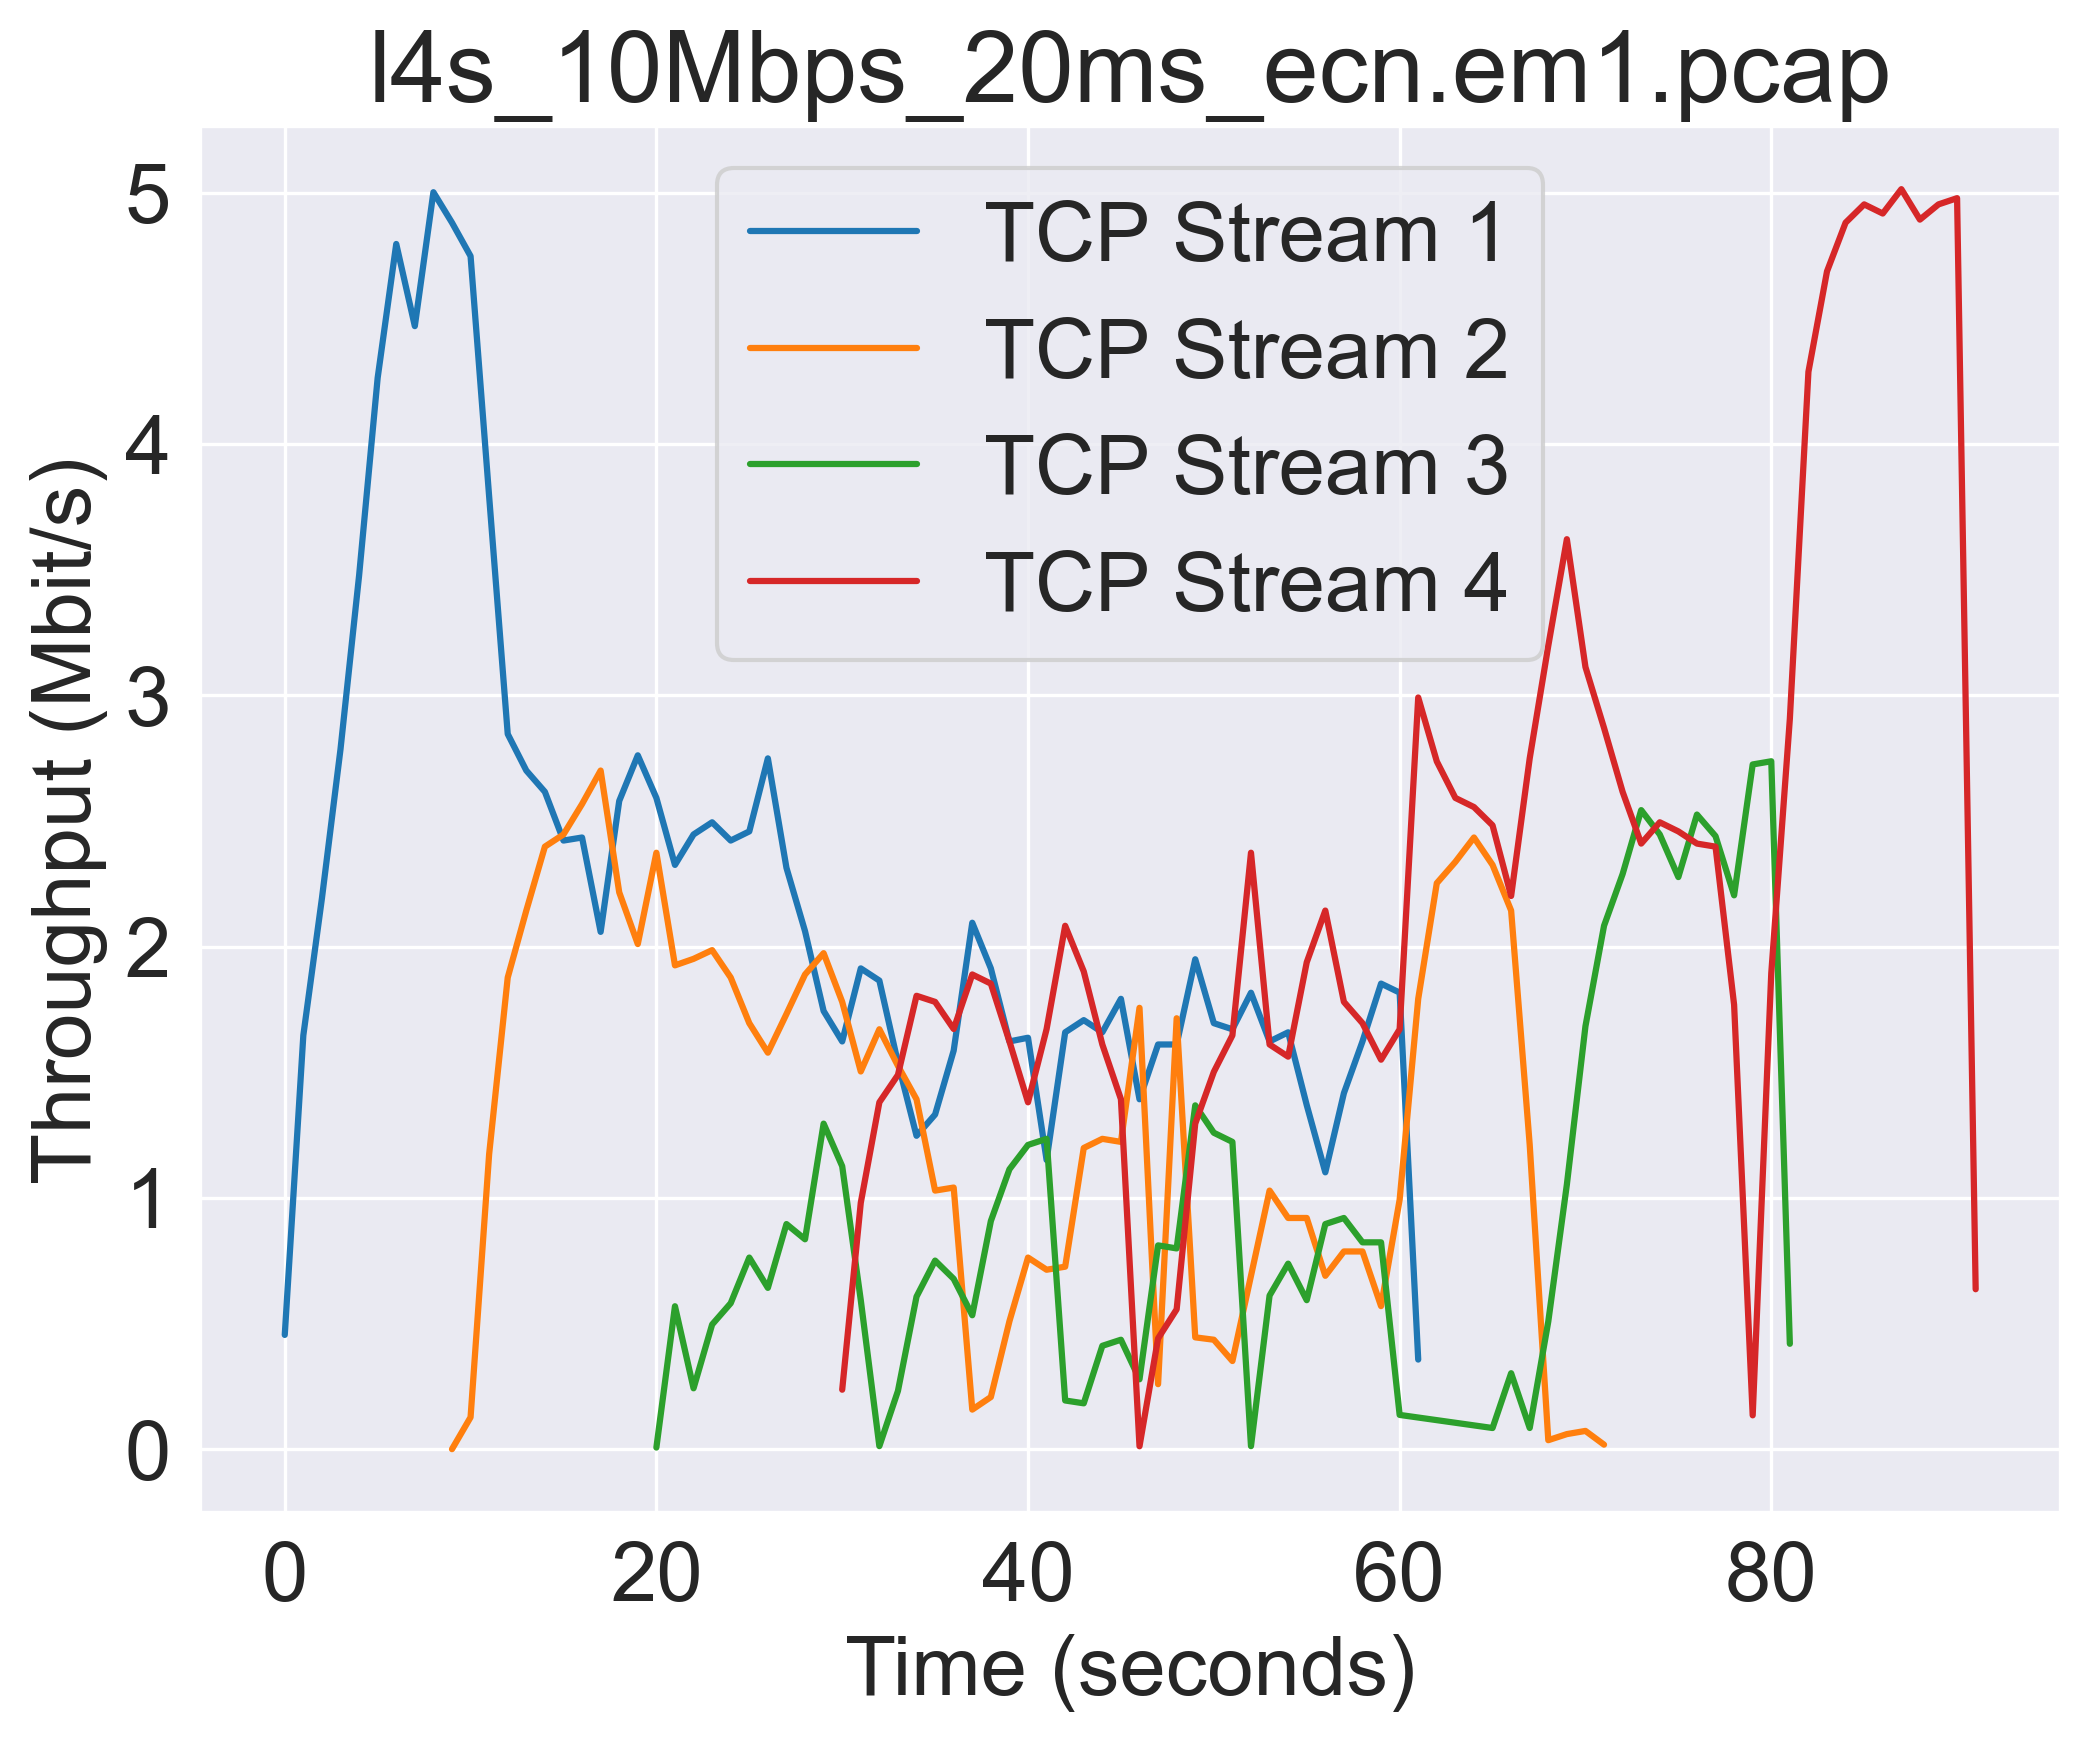 l4s_10Mbps_20ms_ecn.em1.pcap
Throughput (Mbit/s)
5
4
3
2
1
0
TCP Stream 1
TCP Stream 2
TCP Stream 3
TCP Stream 4
0 20 40 60 80
Time (seconds)